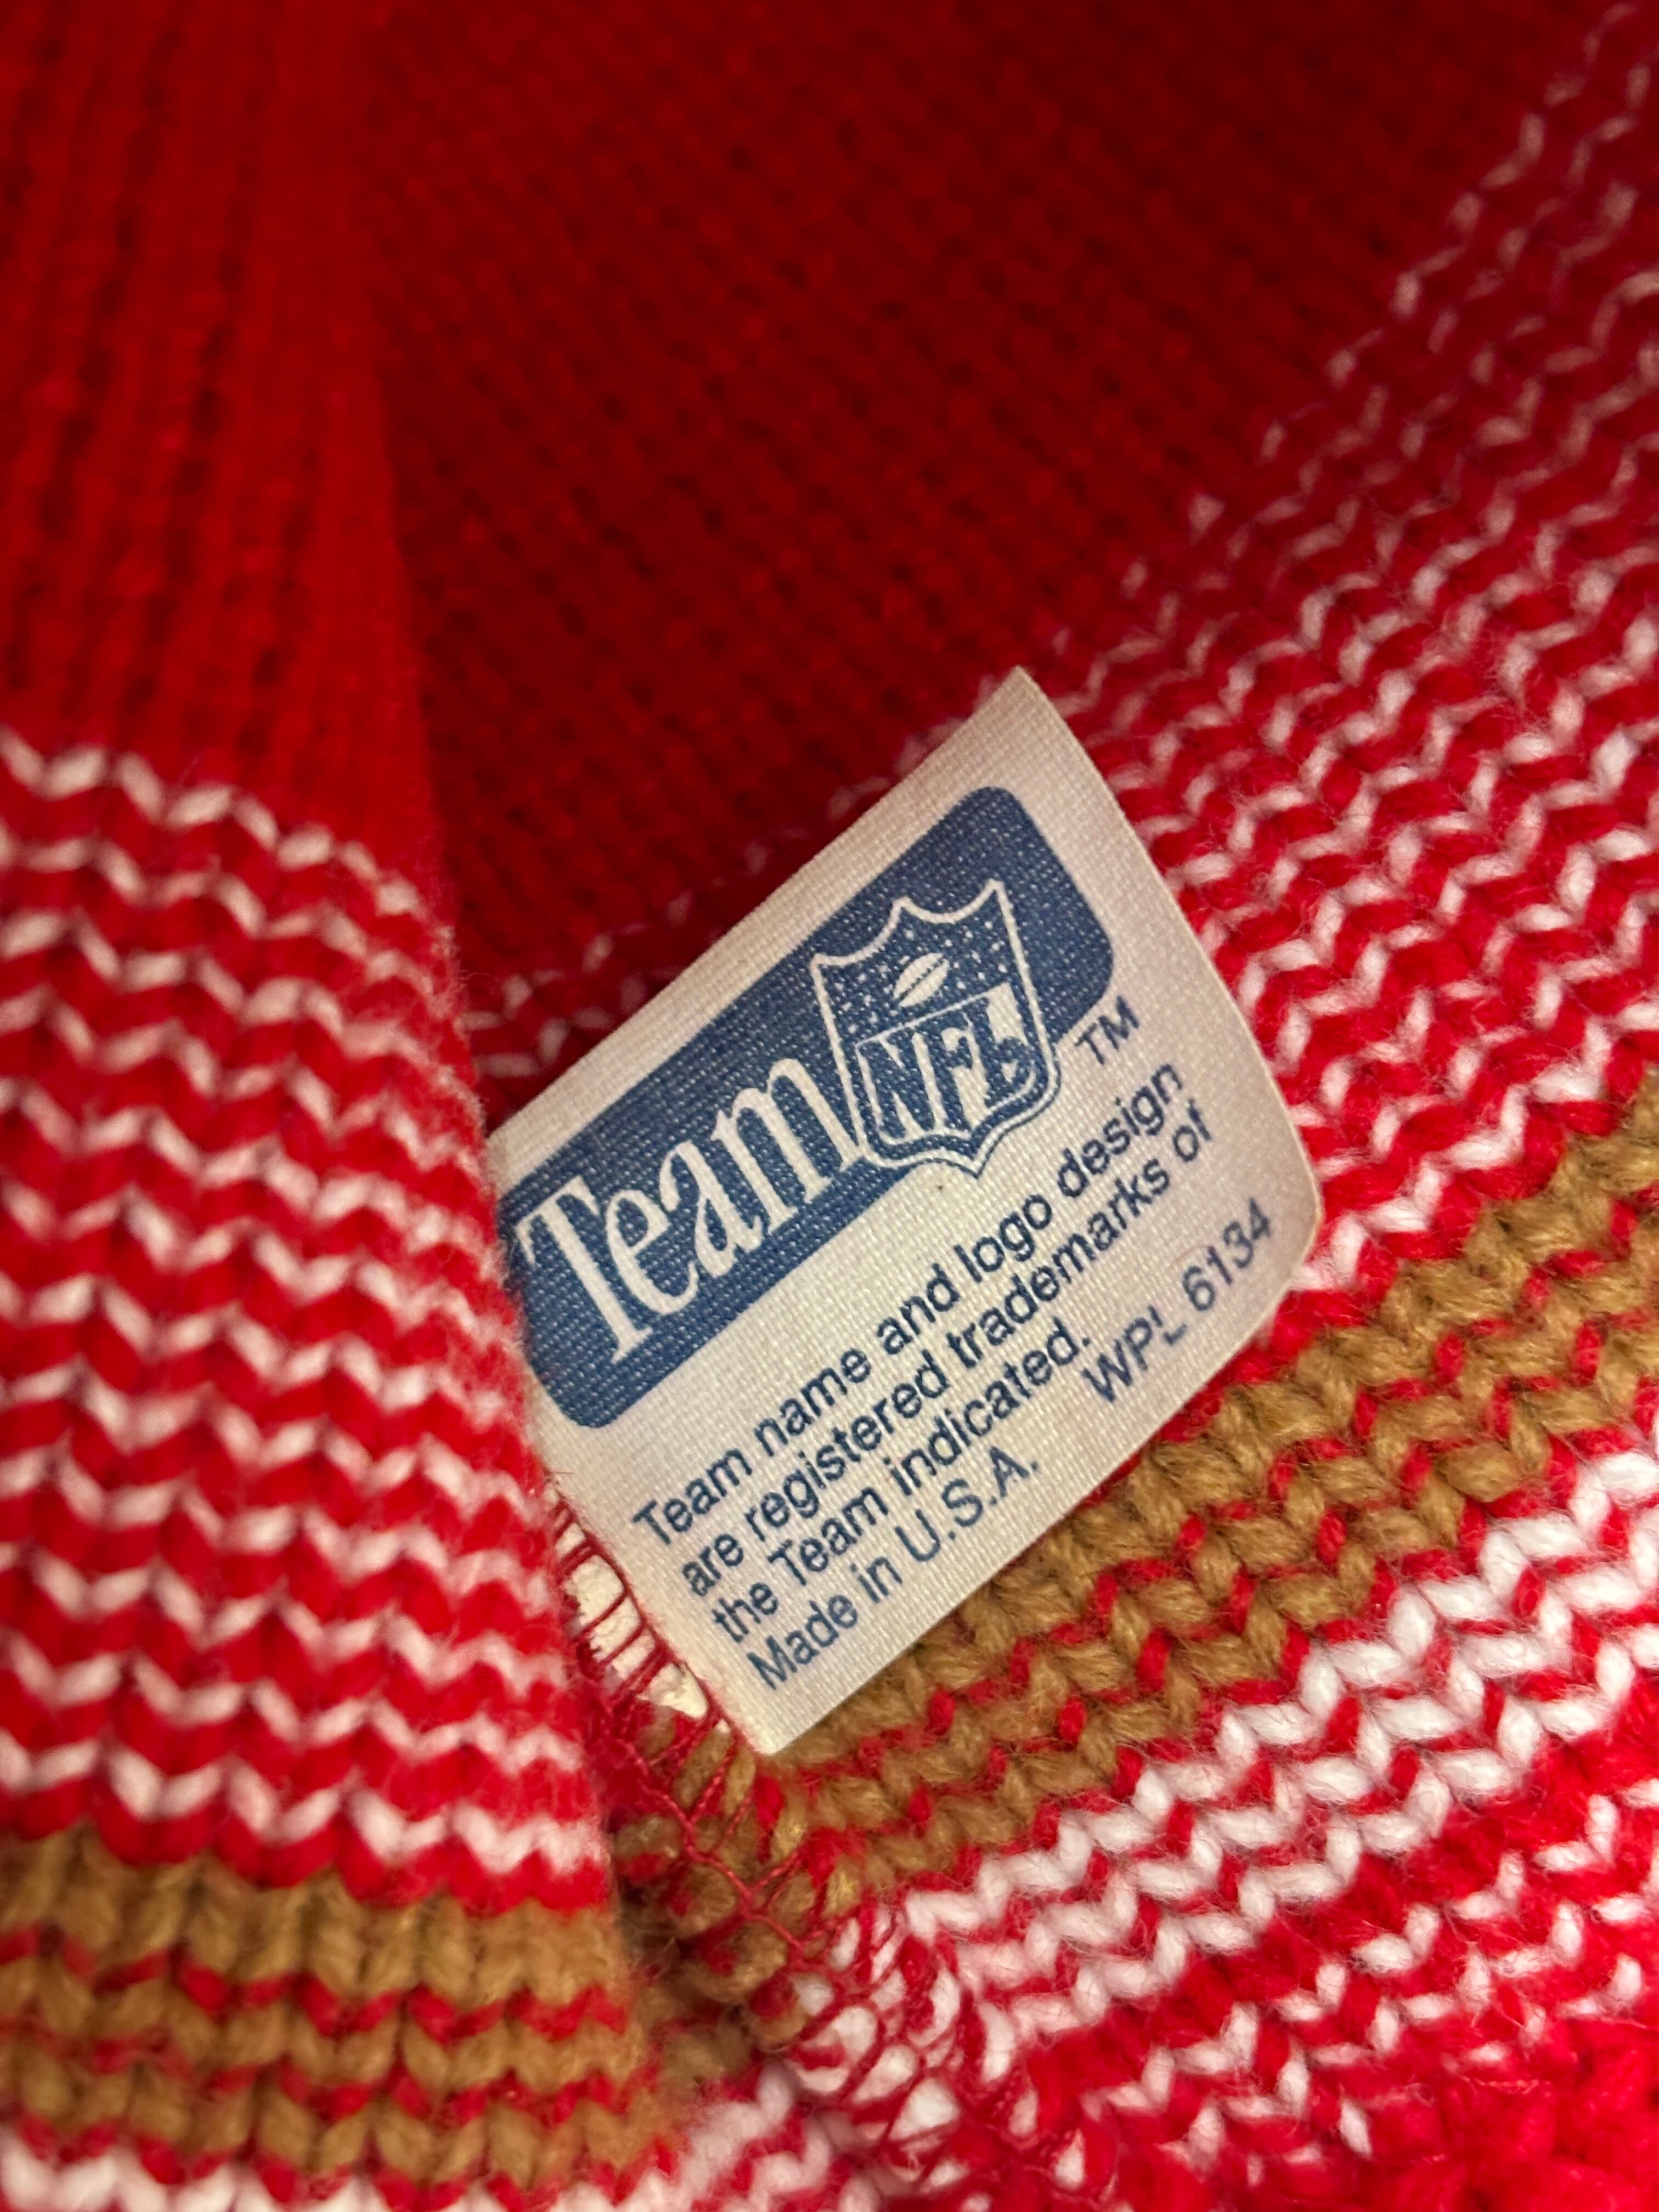 Team NFL TM
Team name and logo design
are registered trademarks of
the Team indicated.
Made in U.S.A. WPL 6134